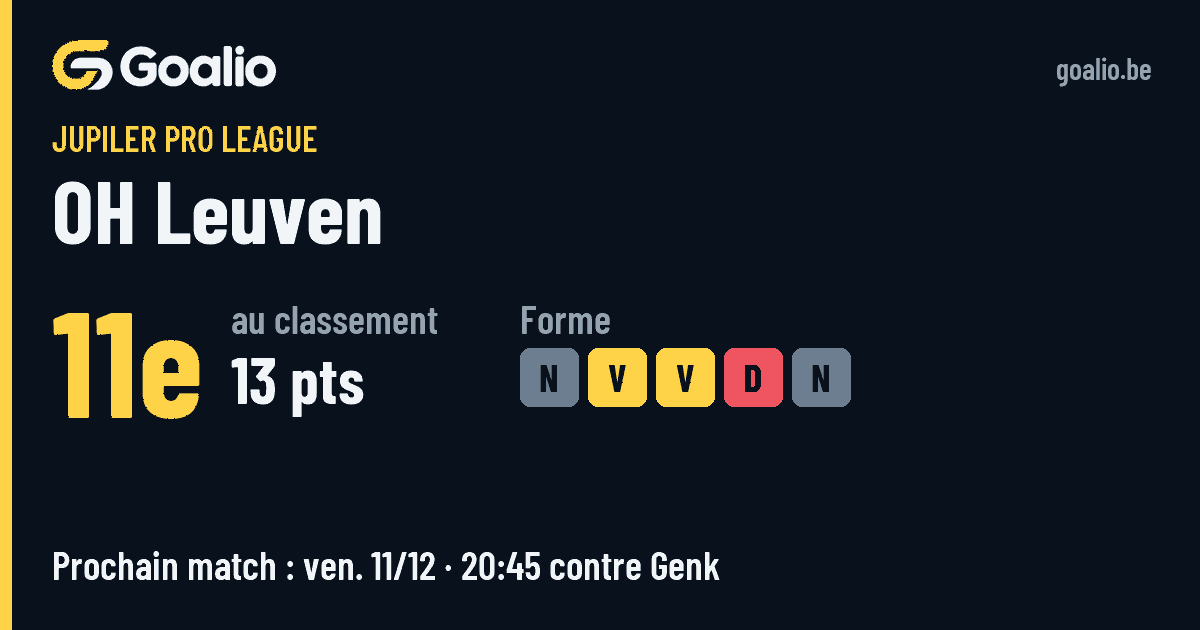 Goalio
goalio.be
JUPILER PRO LEAGUE
OH Leuven
11e
au classement
13 pts
Forme
N V V D N
Prochain match : ven. 11/12 · 20:45 contre Genk